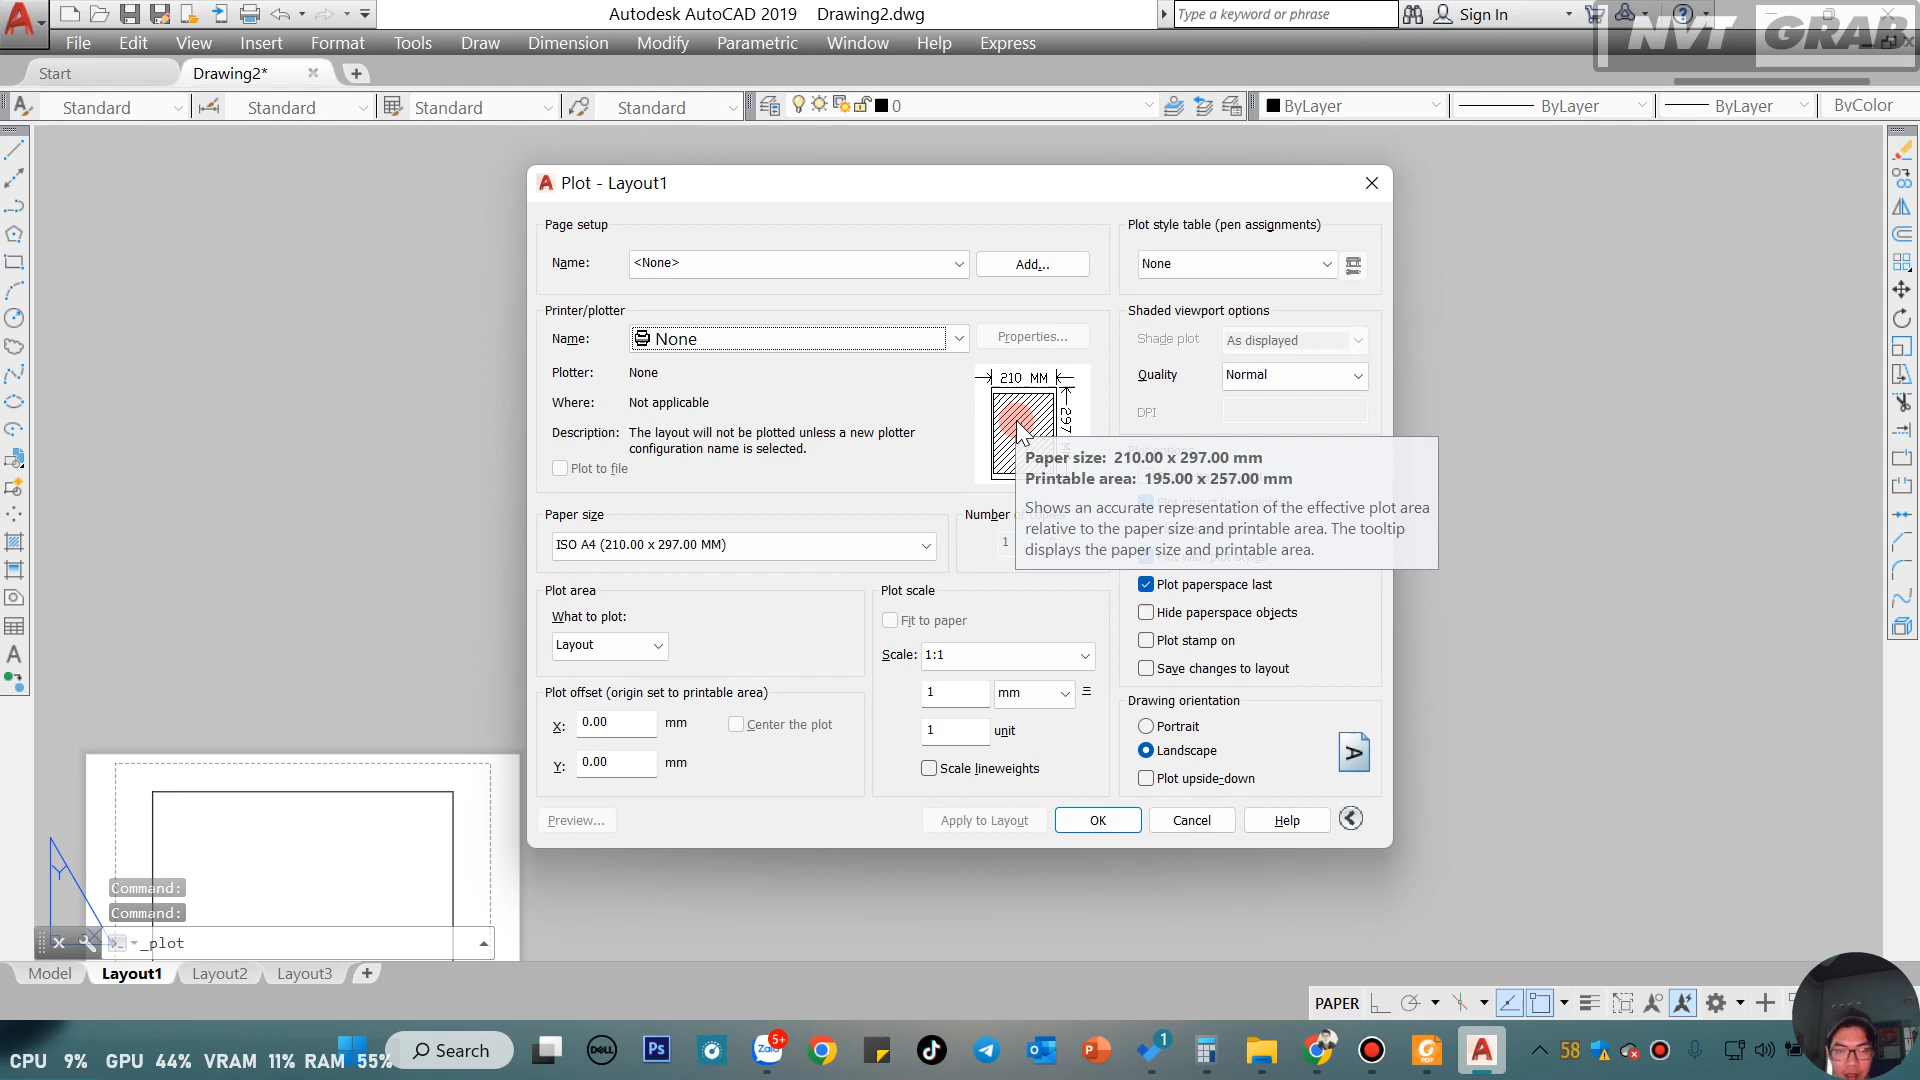 Autodesk AutoCAD 2019 Drawing2.dwg
Type a keyword or phrase
Sign In
NVT GRAB
File Edit View Insert Format Tools Draw Dimension Modify Parametric Window Help Express
Start Drawing2*
Standard Standard Standard Standard 0 ByLayer ByLayer ByLayer ByColor
Plot - Layout1
Page setup
Name: <None> Add...
Plot style table (pen assignments)
None
Printer/plotter
Name: None Properties...
Plotter: None
Where: Not applicable
Description: The layout will not be plotted unless a new plotter
configuration name is selected.
Plot to file
210 MM
297
Shaded viewport options
Shade plot As displayed
Quality Normal
DPI
Paper size: 210.00 x 297.00 mm
Printable area: 195.00 x 257.00 mm
Shows an accurate representation of the effective plot area
relative to the paper size and printable area. The tooltip
displays the paper size and printable area.
Paper size
ISO A4 (210.00 x 297.00 MM)
Number
1
Plot paperspace last
Hide paperspace objects
Plot stamp on
Save changes to layout
Plot area
What to plot:
Layout
Plot scale
Fit to paper
Scale: 1:1
1 mm =
1 unit
Scale lineweights
Plot offset (origin set to printable area)
X: 0.00 mm Center the plot
Y: 0.00 mm
Drawing orientation
Portrait
Landscape
Plot upside-down
A
Preview... Apply to Layout OK Cancel Help
Y
Command:
Command:
_plot
Model Layout1 Layout2 Layout3
PAPER
CPU 9% GPU 44% VRAM 11% RAM 55%
Search
DELL
Ps
Zalo
5+
1
58